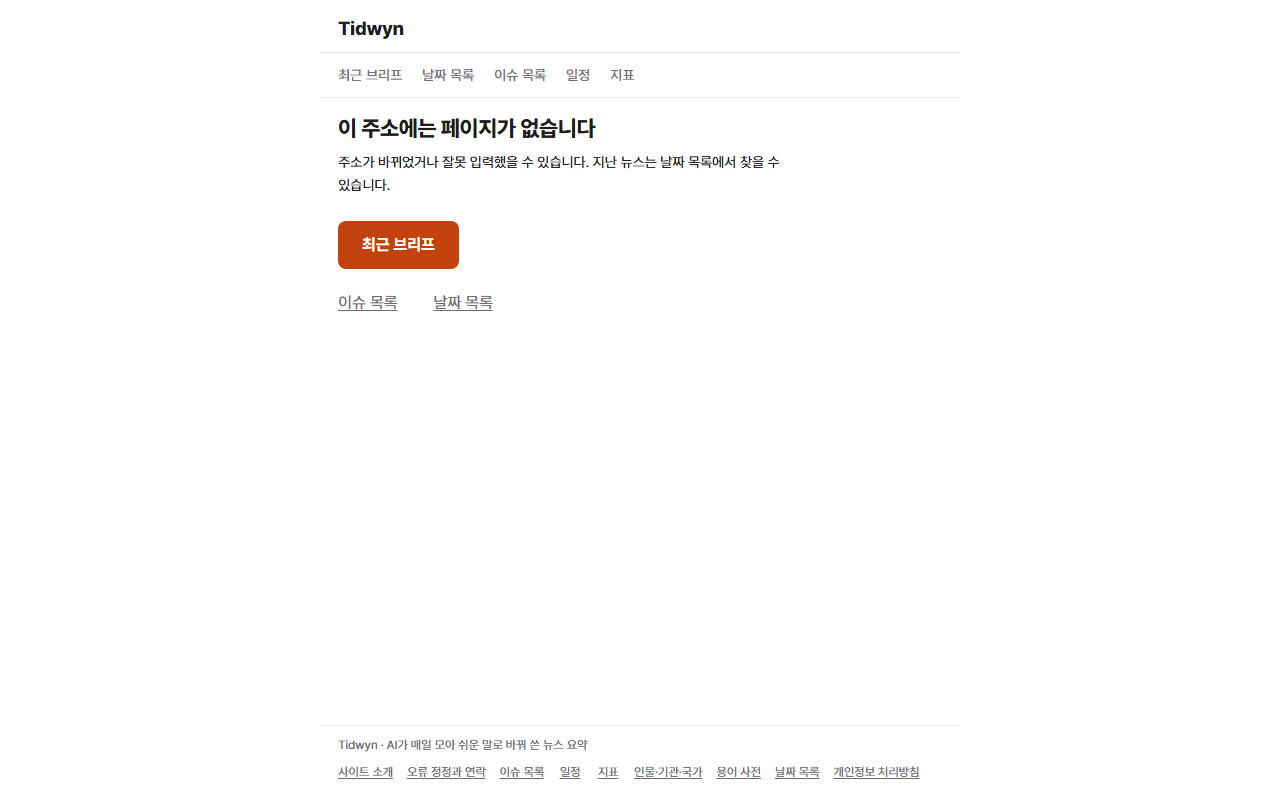 Tidwyn
최근 브리프 날짜 목록 이슈 목록 일정 지표
이 주소에는 페이지가 없습니다
주소가 바뀌었거나 잘못 입력했을 수 있습니다. 지난 뉴스는 날짜 목록에서 찾을 수
있습니다.
최근 브리프
이슈 목록 날짜 목록
Tidwyn · AI가 매일 모아 쉬운 말로 바꿔 쓴 뉴스 요약
사이트 소개 오류 정정과 연락 이슈 목록 일정 지표 인물·기관·국가 용어 사전 날짜 목록 개인정보 처리방침